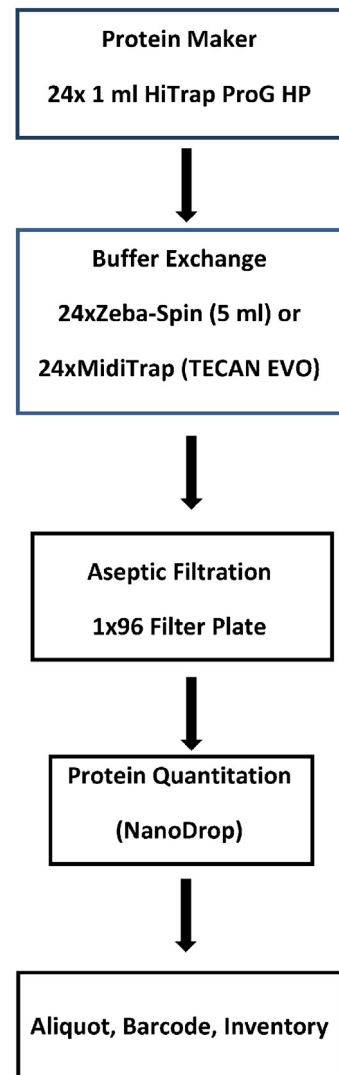 Protein Maker
24x 1 ml HiTrap ProG HP
Buffer Exchange
24xZeba-Spin (5 ml) or
24xMidiTrap (TECAN EVO)
Aseptic Filtration
1x96 Filter Plate
Protein Quantitation
(NanoDrop)
Aliquot, Barcode, Inventory